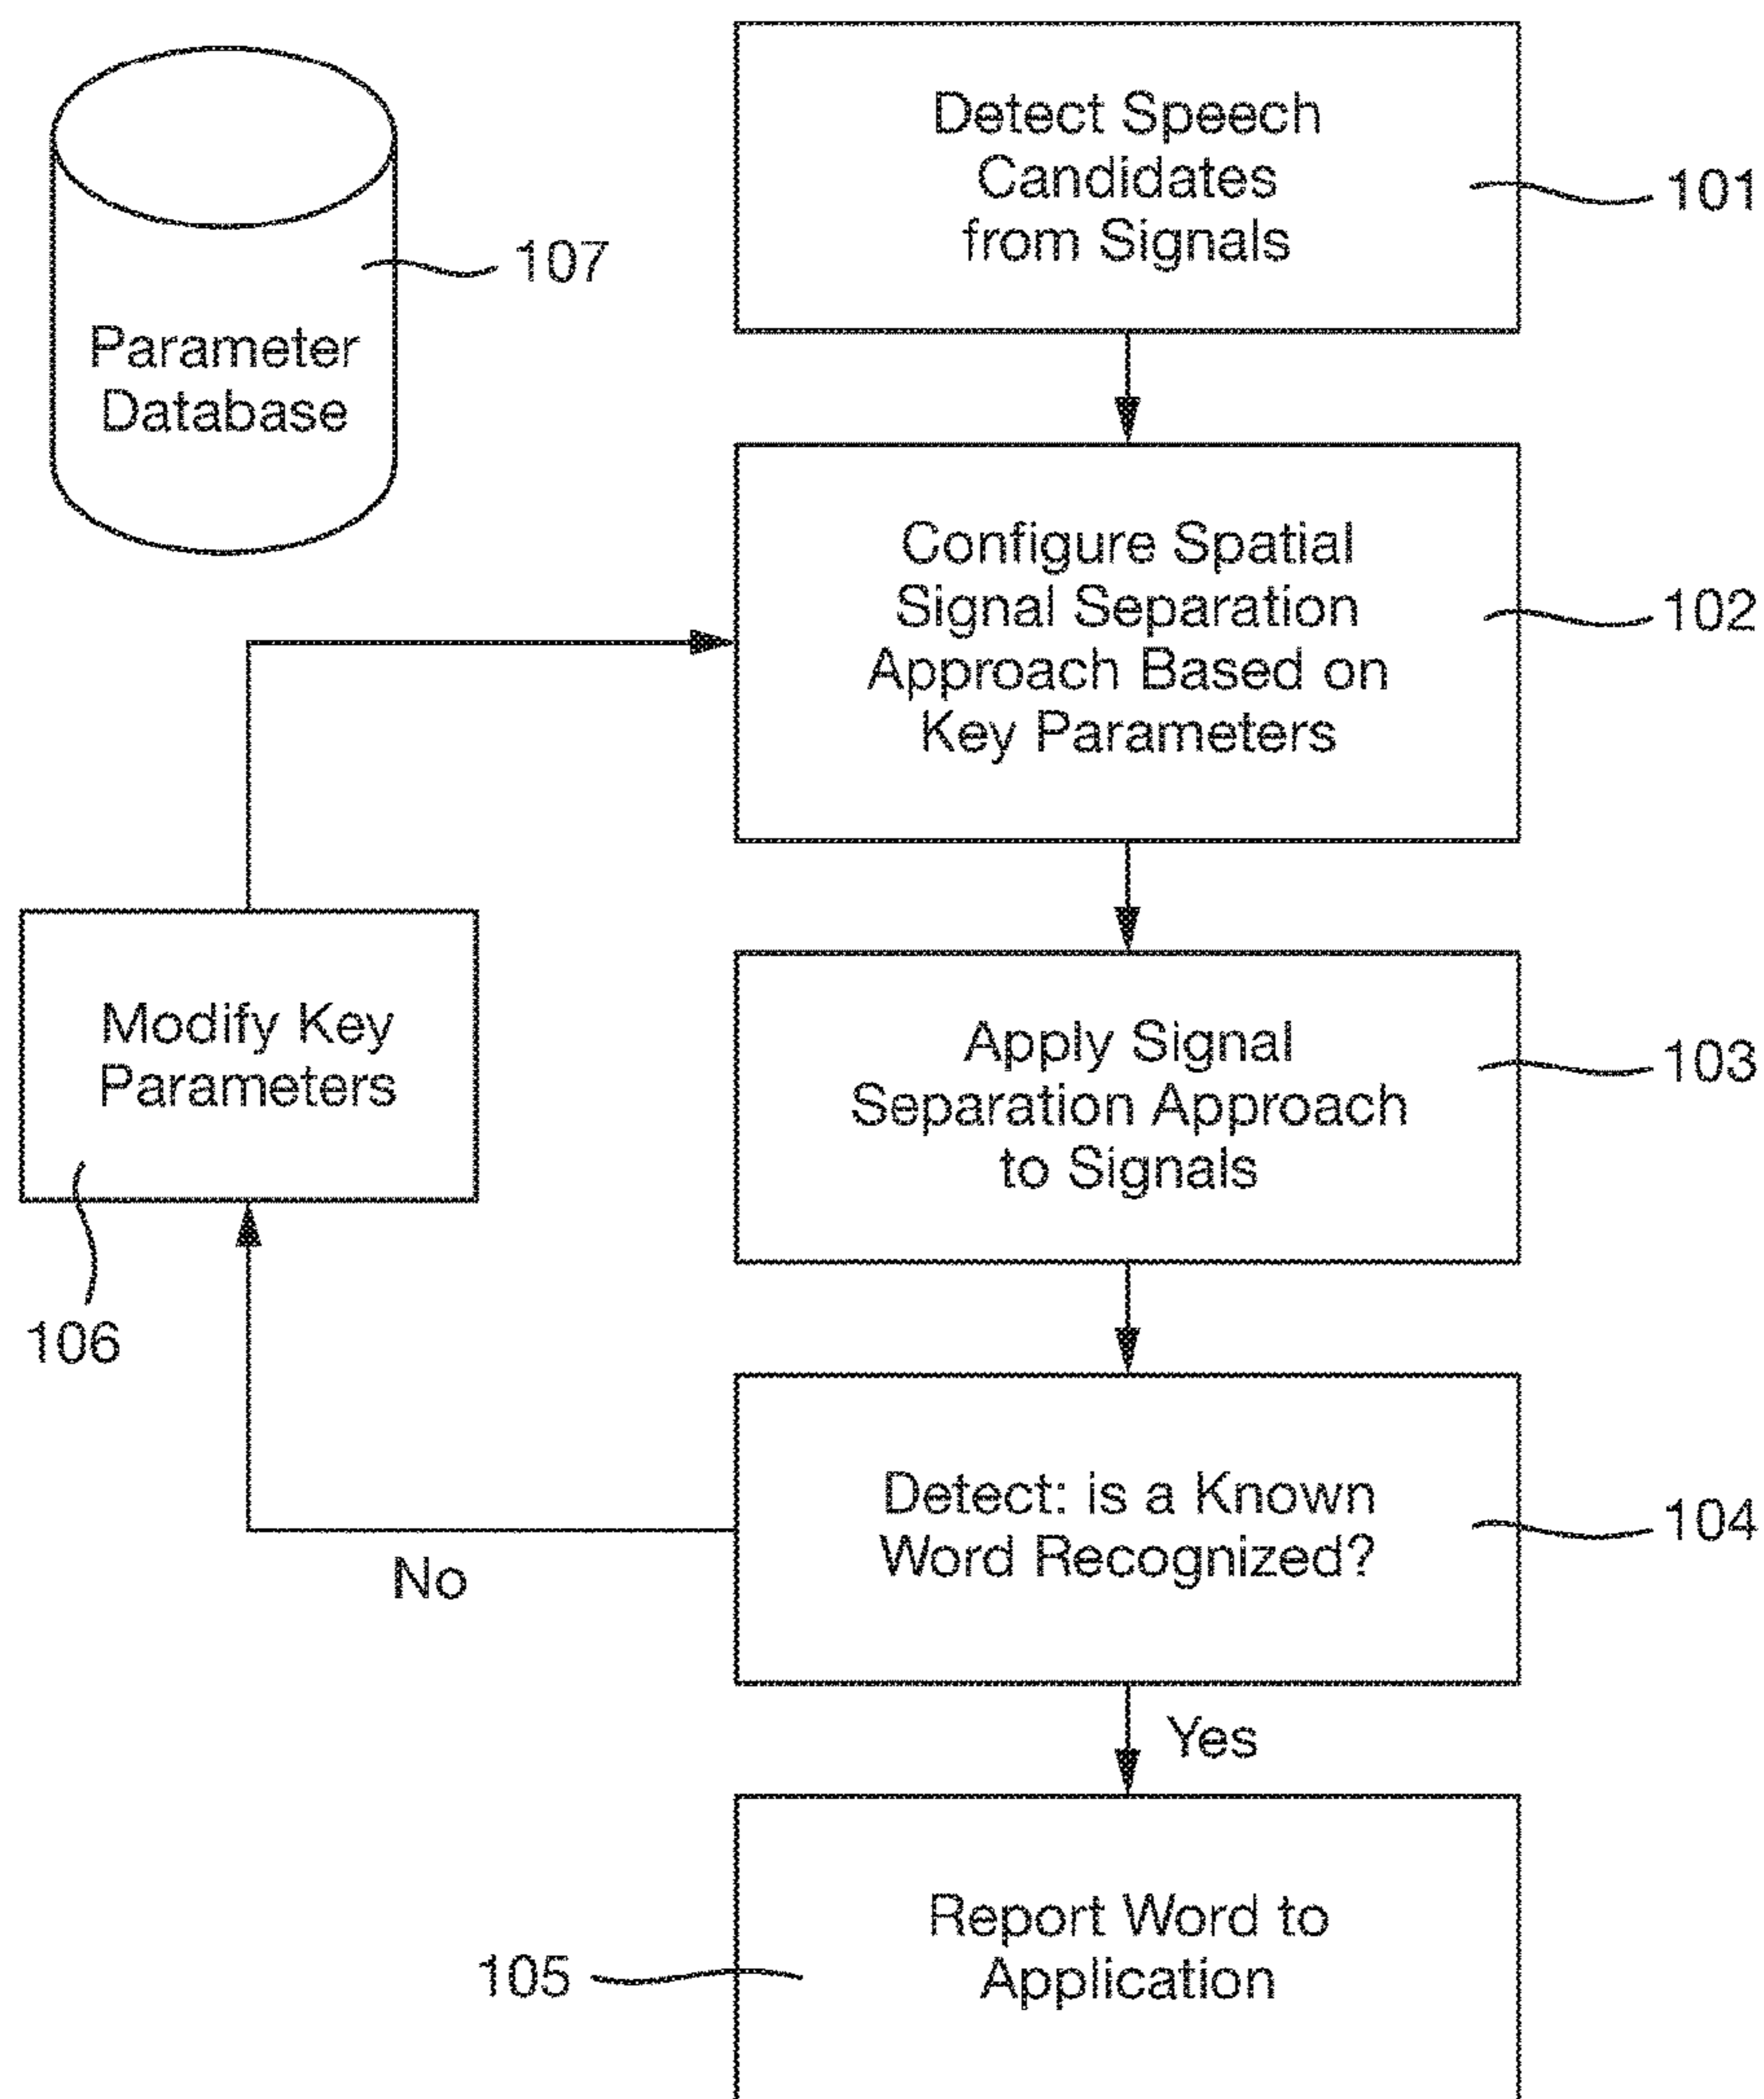 Detect Speech
Candidates
from Signals
101
107
Parameter
Database
Configure Spatial
Signal Separation
Approach Based on
Key Parameters
102
Modify Key
Parameters
106
Apply Signal
Separation Approach
to Signals
103
Detect: is a Known
Word Recognized?
104
No
Yes
Report Word to
Application
105